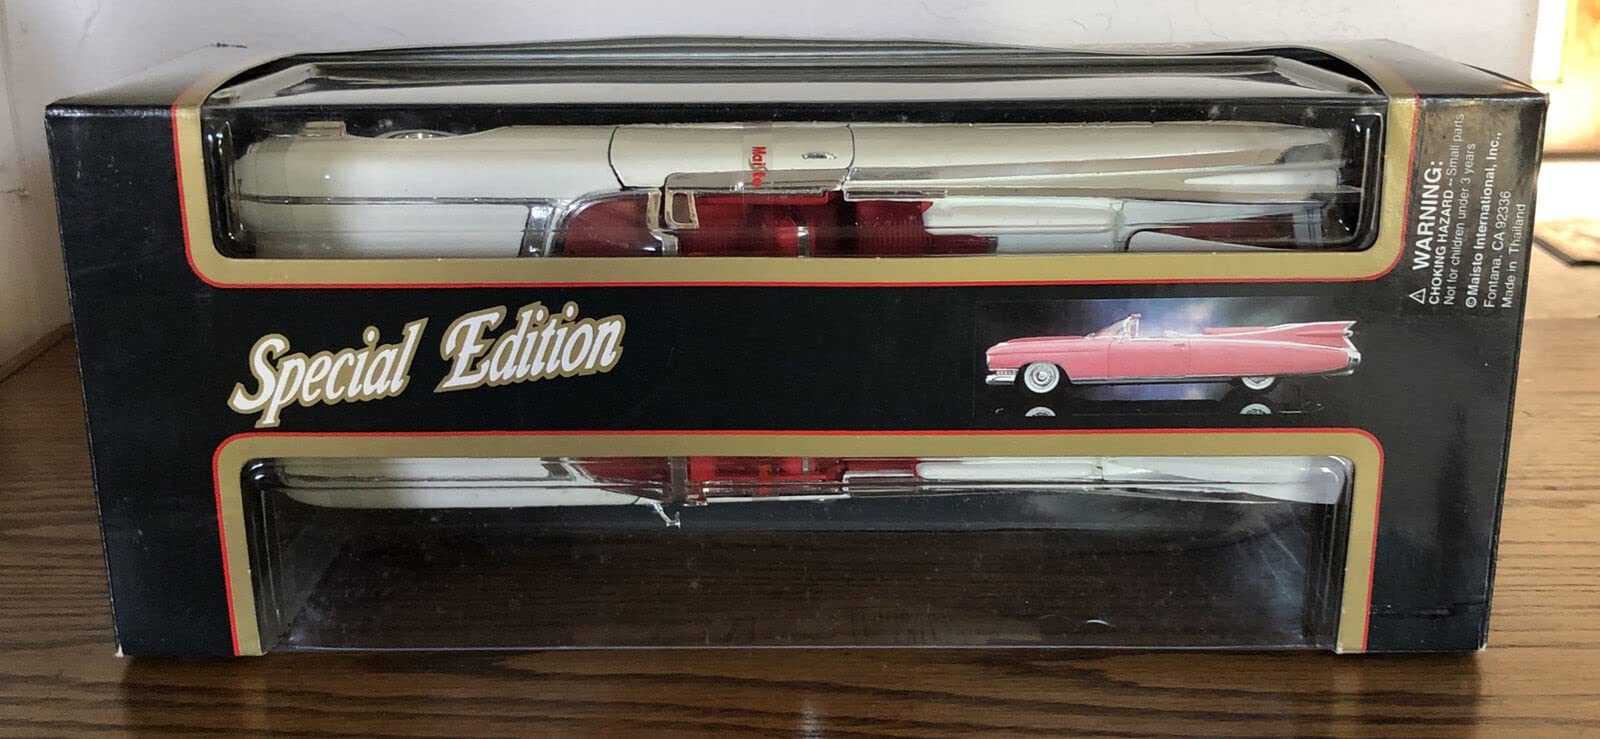 Maisto
Special Edition
⚠ WARNING:
CHOKING HAZARD -- Small parts
Not for children under 3 years
©Maisto International, Inc.,
Fontana, CA 92336.
Made in Thailand